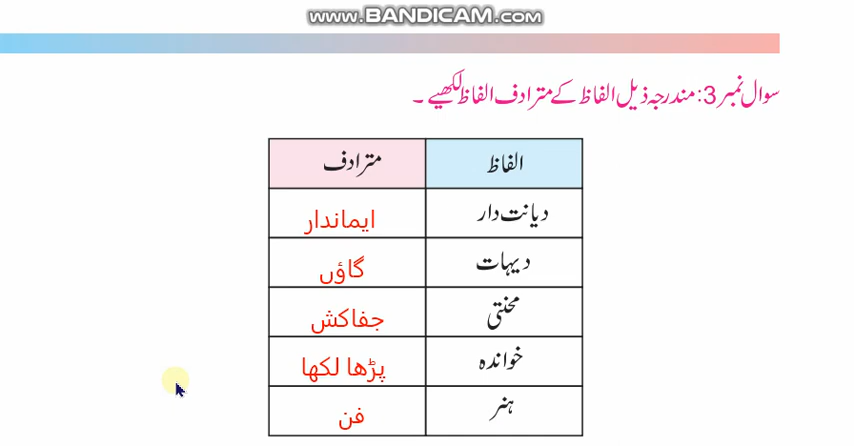 WWW.BANDICAM.COM
سوال نمبر 3: مندرجہ ذیل الفاظ کے مترادف الفاظ لکھیے ۔
الفاظ مترادف
دیانت دار ایماندار
دیہات گاؤں
محنتی جفاکش
خواندہ پڑھا لکھا
ہنر فن